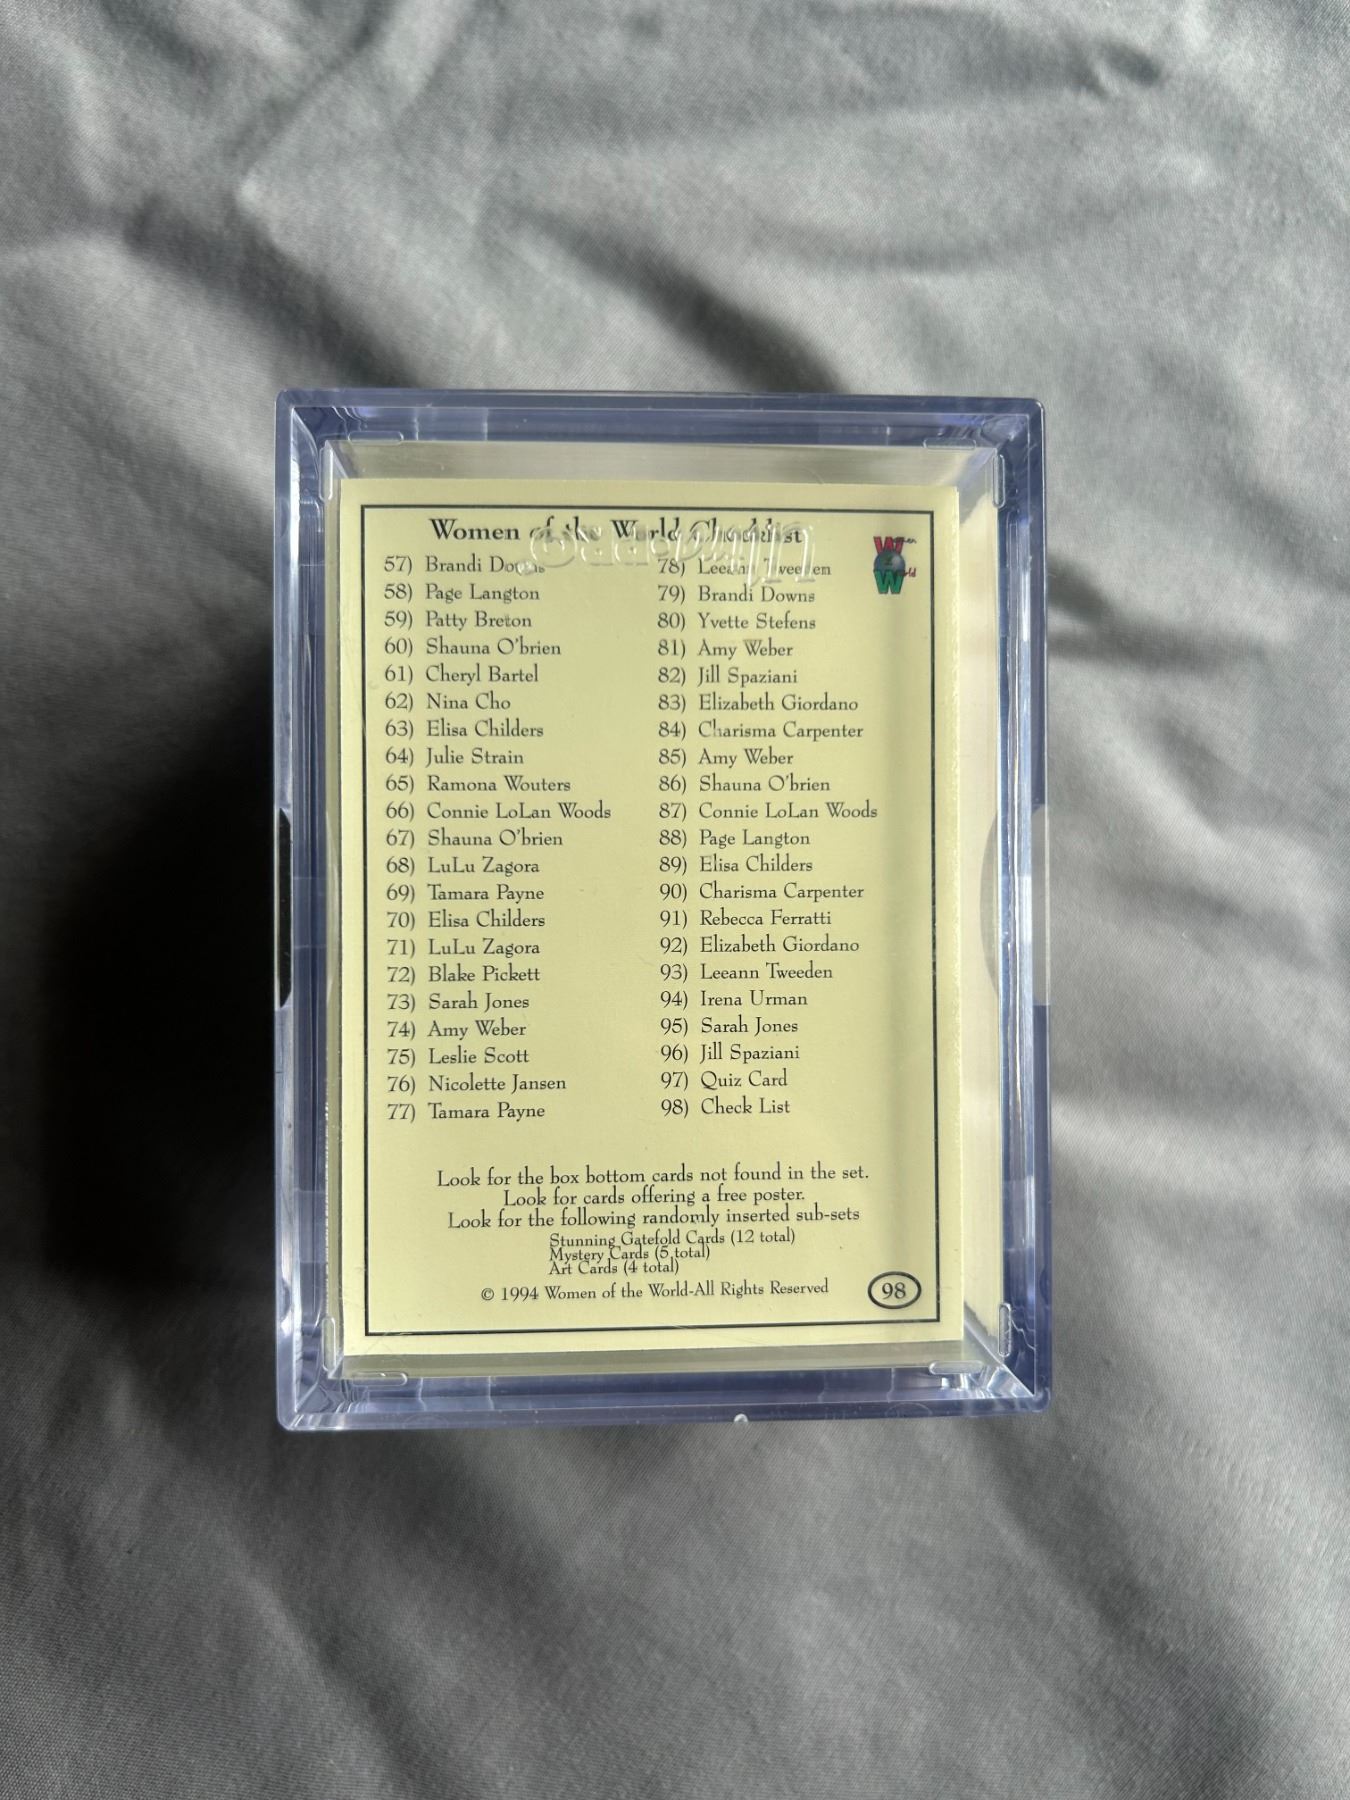 Women of the World Checklist
57) Brandi Downs
58) Page Langton
59) Patty Breton
60) Shauna O'brien
61) Cheryl Bartel
62) Nina Cho
63) Elisa Childers
64) Julie Strain
65) Ramona Wouters
66) Connie LoLan Woods
67) Shauna O'brien
68) LuLu Zagora
69) Tamara Payne
70) Elisa Childers
71) LuLu Zagora
72) Blake Pickett
73) Sarah Jones
74) Amy Weber
75) Leslie Scott
76) Nicolette Jansen
77) Tamara Payne
78) Leeann Tweeden
79) Brandi Downs
80) Yvette Stefens
81) Amy Weber
82) Jill Spaziani
83) Elizabeth Giordano
84) Charisma Carpenter
85) Amy Weber
86) Shauna O'brien
87) Connie LoLan Woods
88) Page Langton
89) Elisa Childers
90) Charisma Carpenter
91) Rebecca Ferratti
92) Elizabeth Giordano
93) Leeann Tweeden
94) Irena Urman
95) Sarah Jones
96) Jill Spaziani
97) Quiz Card
98) Check List
Women
World
Look for the box bottom cards not found in the set.
Look for cards offering a free poster.
Look for the following randomly inserted sub-sets
Stunning Gatefold Cards (12 total)
Mystery Cards (5 total)
Art Cards (4 total)
© 1994 Women of the World-All Rights Reserved
98